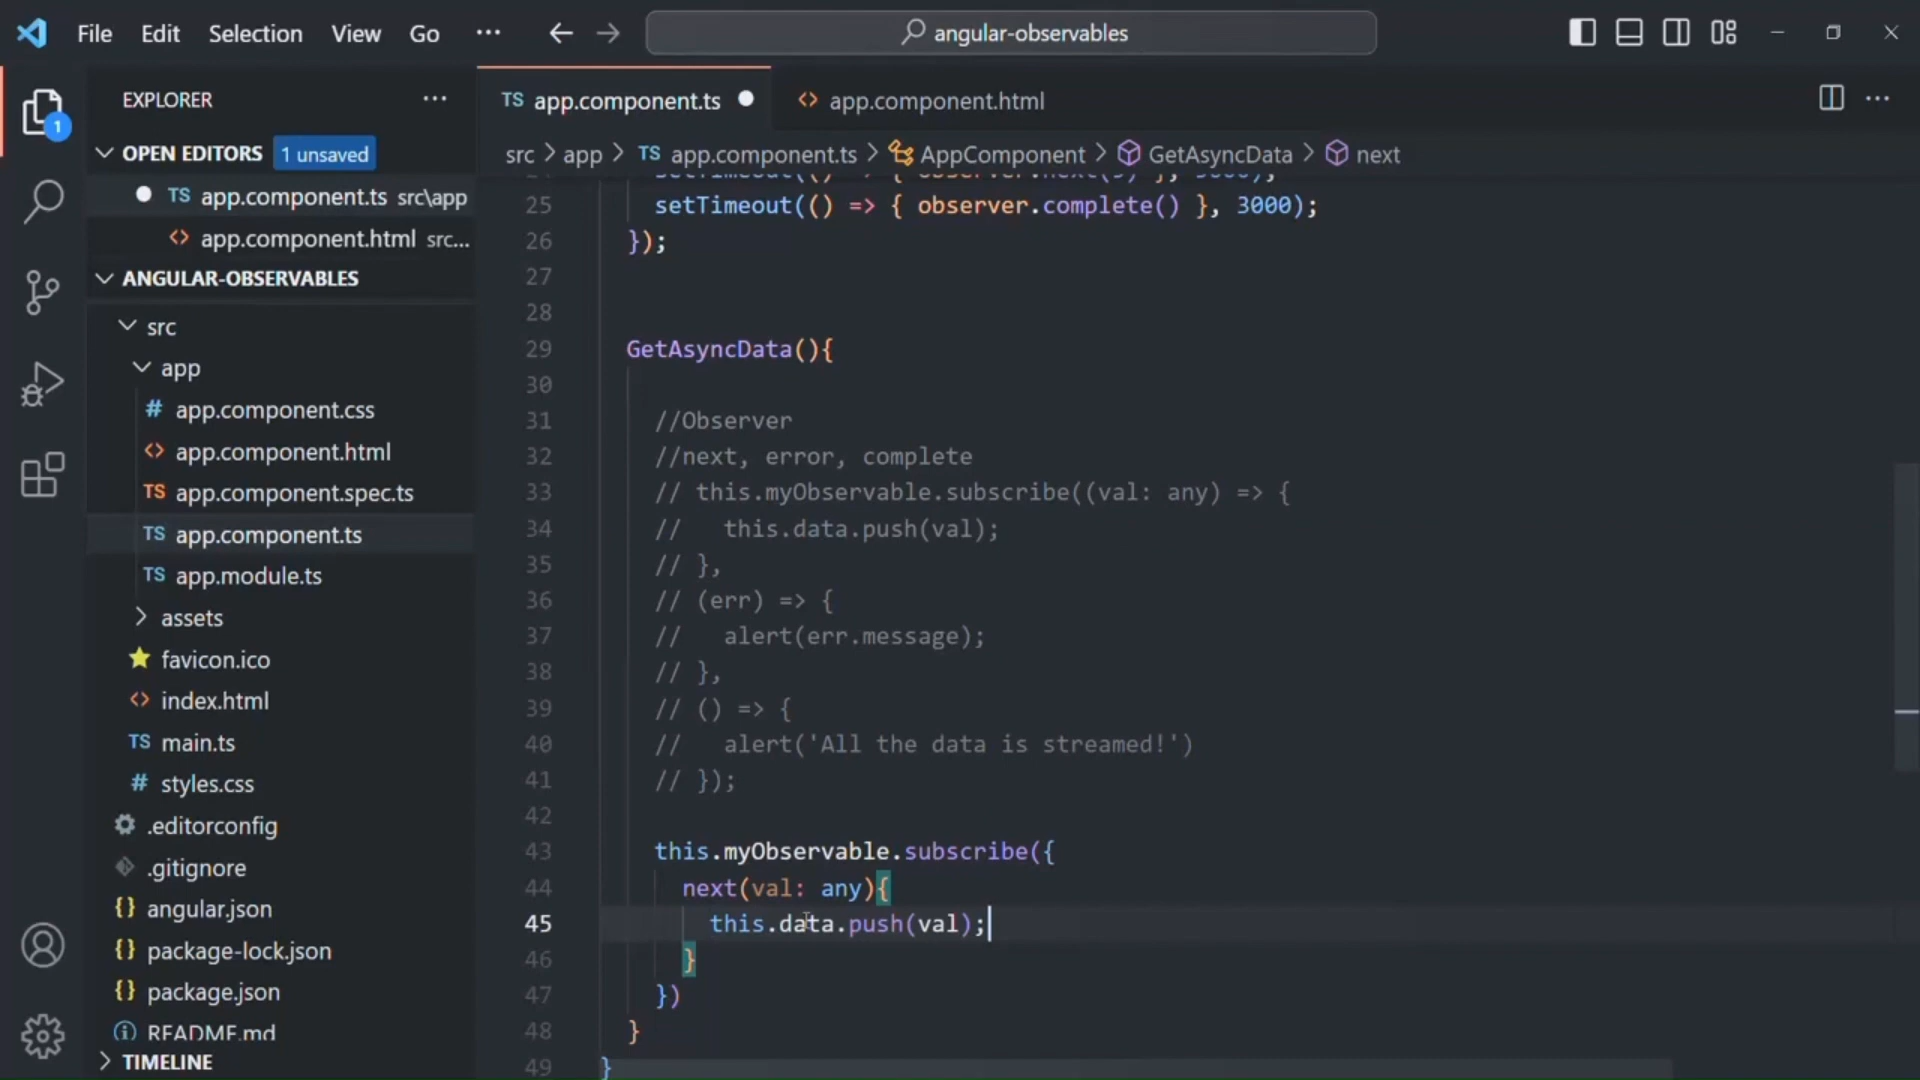 File Edit Selection View Go ··· angular-observables
EXPLORER ···
OPEN EDITORS 1 unsaved
TS app.component.ts src\app
<> app.component.html src...
ANGULAR-OBSERVABLES
src
app
# app.component.css
<> app.component.html
TS app.component.spec.ts
TS app.component.ts
TS app.module.ts
assets
favicon.ico
<> index.html
TS main.ts
# styles.css
.editorconfig
.gitignore
{} angular.json
{} package-lock.json
{} package.json
README.md
TIMELINE
1
TS app.component.ts <> app.component.html ···
src > app > TS app.component.ts > AppComponent > GetAsyncData > next
24 setTimeout(() => { observer.next(5) }, 3000);
25 setTimeout(() => { observer.complete() }, 3000);
26 });
27
28
29 GetAsyncData(){
30
31 //Observer
32 //next, error, complete
33 // this.myObservable.subscribe((val: any) => {
34 //   this.data.push(val);
35 // },
36 // (err) => {
37 //   alert(err.message);
38 // },
39 // () => {
40 //   alert('All the data is streamed!')
41 // });
42
43 this.myObservable.subscribe({
44 next(val: any){
45 this.data.push(val);
46 }
47 })
48 }
49 }